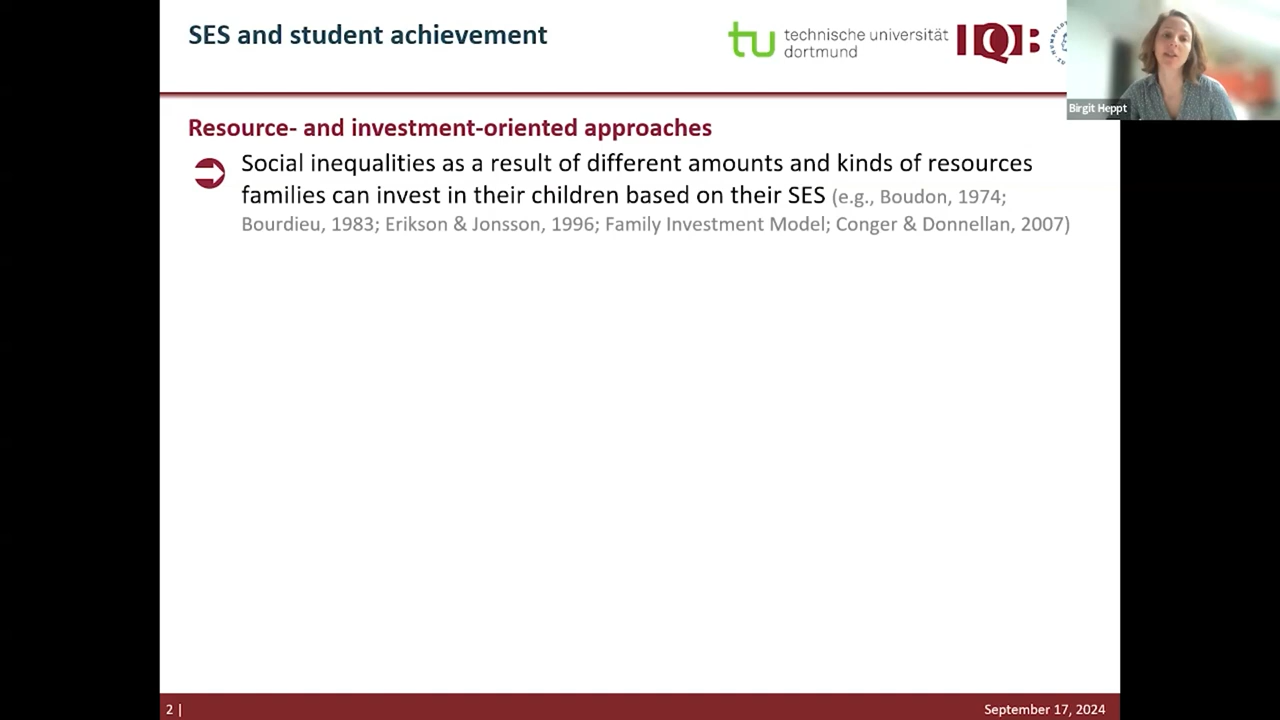 SES and student achievement
tu technische universität
dortmund
IQB
Birgit Heppt
Resource- and investment-oriented approaches
Social inequalities as a result of different amounts and kinds of resources
families can invest in their children based on their SES (e.g., Boudon, 1974;
Bourdieu, 1983; Erikson & Jonsson, 1996; Family Investment Model; Conger & Donnellan, 2007)
2 |
September 17, 2024